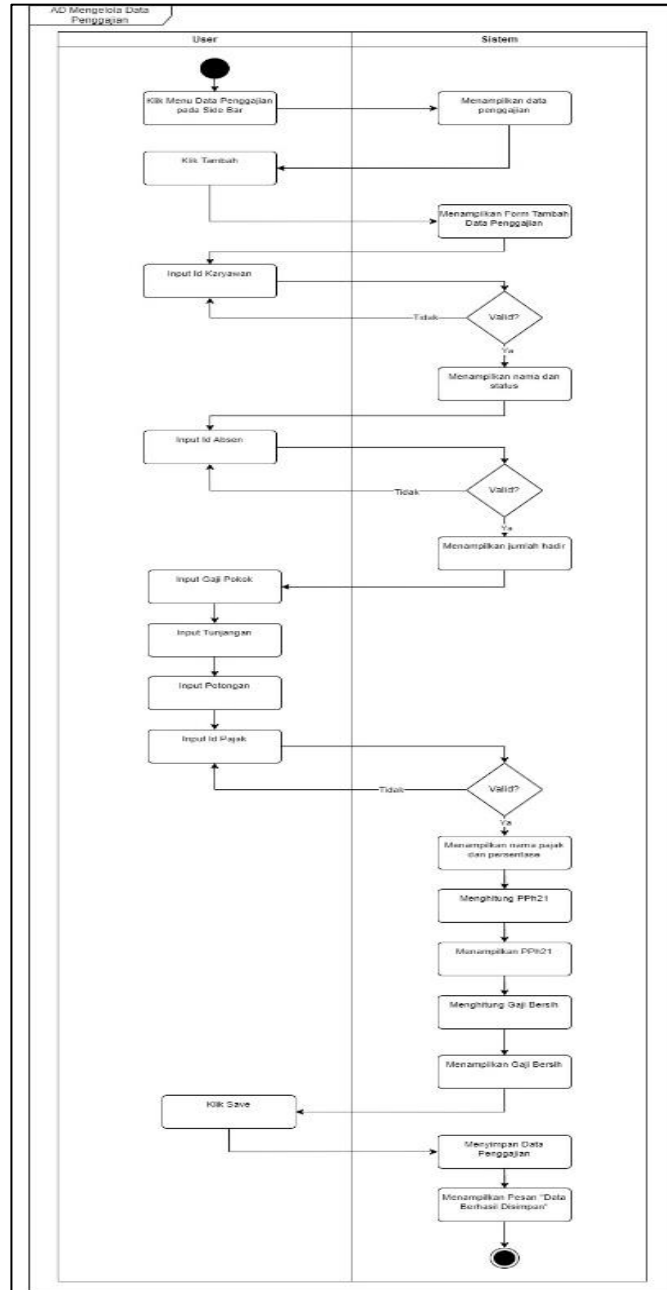 AD Mengelola Data
Penggajian
User
Sistem
Klik Menu Data Penggajian
pada Side Bar
Menampilkan data
penggajian
Klik Tambah
Menampilkan Form Tambah
Data Penggajian
Input Id Karyawan
Valid?
Tidak
Ya
Menampilkan nama dan
status
Input Id Absen
Valid?
Tidak
Ya
Menampilkan jumlah hadir
Input Gaji Pokok
Input Tunjangan
Input Potongan
Input Id Pajak
Valid?
Tidak
Ya
Menampilkan nama pajak
dan persentase
Menghitung PPh21
Menampilkan PPh21
Menghitung Gaji Bersih
Menampilkan Gaji Bersih
Klik Save
Menyimpan Data
Penggajian
Menampilkan Pesan "Data
Berhasil Disimpan"